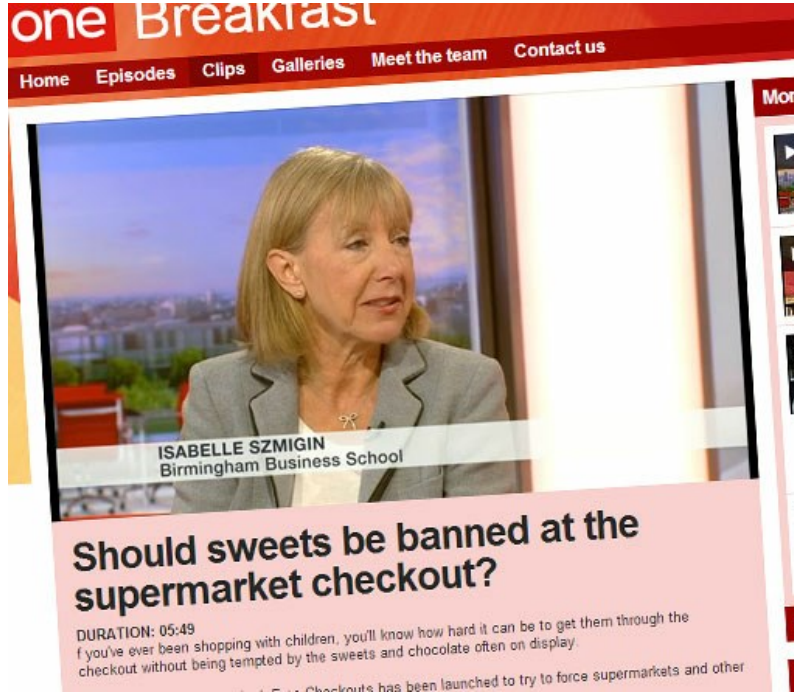 one Breakfast
Home Episodes Clips Galleries Meet the team Contact us
ISABELLE SZMIGIN
Birmingham Business School
Should sweets be banned at the
supermarket checkout?
DURATION: 05:49
f you've ever been shopping with children, you'll know how hard it can be to get them through the
checkout without being tempted by the sweets and chocolate often on display.
Checkouts has been launched to try to force supermarkets and other